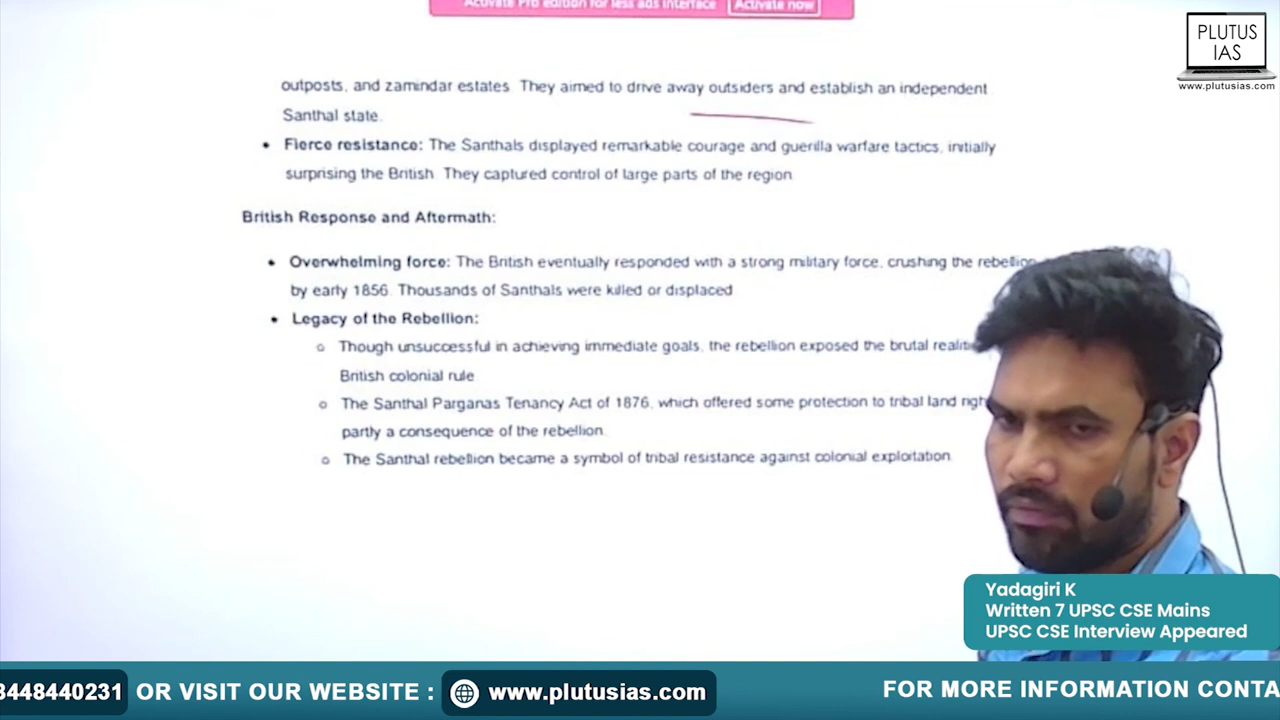 Activate Pro edition for less ads interface Activate now
PLUTUS
IAS
www.plutusias.com
outposts, and zamindar estates. They aimed to drive away outsiders and establish an independent
Santhal state.
• Fierce resistance: The Santhals displayed remarkable courage and guerilla warfare tactics, initially
surprising the British. They captured control of large parts of the region.
British Response and Aftermath:
• Overwhelming force: The British eventually responded with a strong military force, crushing the rebellion
by early 1856. Thousands of Santhals were killed or displaced.
• Legacy of the Rebellion:
o Though unsuccessful in achieving immediate goals, the rebellion exposed the brutal
British colonial rule.
o The Santhal Parganas Tenancy Act of 1876, which offered some protection to tribal land
partly a consequence of the rebellion.
o The Santhal rebellion became a symbol of tribal resistance against colonial exploitation.
Yadagiri K
Written 7 UPSC CSE Mains
UPSC CSE Interview Appeared
8448440231 OR VISIT OUR WEBSITE : www.plutusias.com FOR MORE INFORMATION